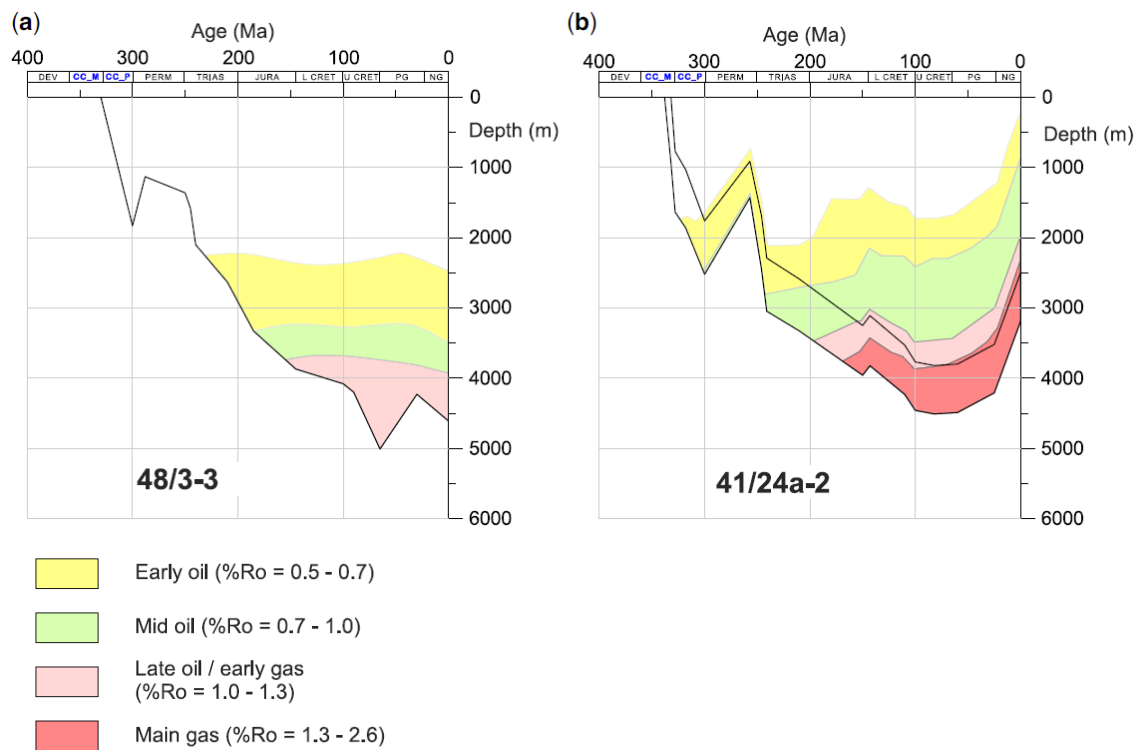 (a)
Age (Ma)
400 300 200 100 0
DEV CC_M CC_P PERM TRIAS JURA L CRET U CRET PG NG
0
Depth (m)
1000
2000
3000
4000
5000
6000
48/3-3
(b)
Age (Ma)
400 300 200 100 0
DEV CC_M CC_P PERM TRIAS JURA L CRET U CRET PG NG
0
Depth (m)
1000
2000
3000
4000
5000
6000
41/24a-2
Early oil (%Ro = 0.5 - 0.7)
Mid oil (%Ro = 0.7 - 1.0)
Late oil / early gas
(%Ro = 1.0 - 1.3)
Main gas (%Ro = 1.3 - 2.6)